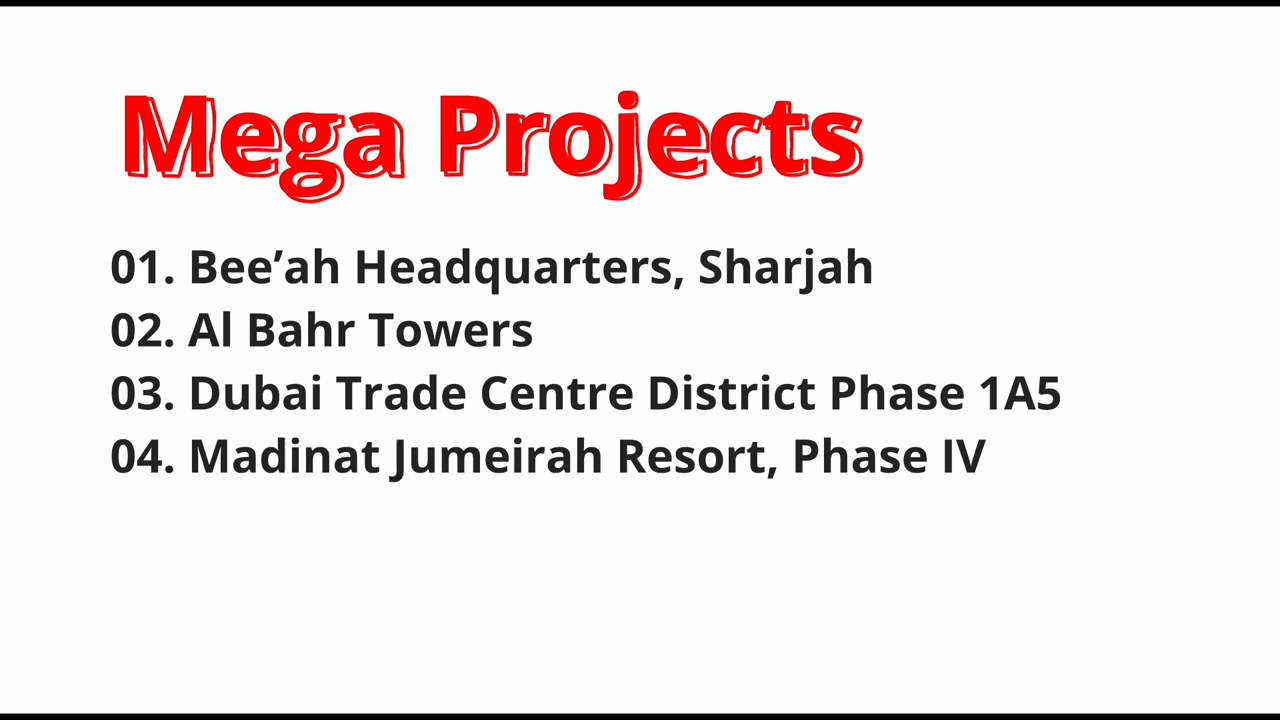 Mega Projects
01. Bee’ah Headquarters, Sharjah
02. Al Bahr Towers
03. Dubai Trade Centre District Phase 1A5
04. Madinat Jumeirah Resort, Phase IV